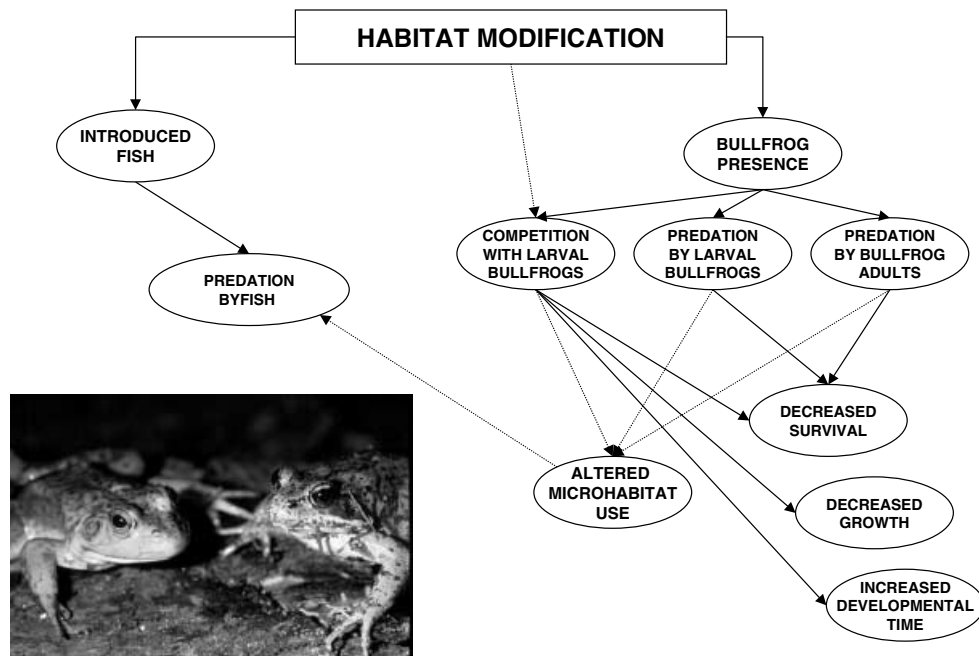 HABITAT MODIFICATION
INTRODUCED
FISH
BULLFROG
PRESENCE
COMPETITION
WITH LARVAL
BULLFROGS
PREDATION
BY LARVAL
BULLFROGS
PREDATION
BY BULLFROG
ADULTS
PREDATION
BYFISH
DECREASED
SURVIVAL
ALTERED
MICROHABITAT
USE
DECREASED
GROWTH
INCREASED
DEVELOPMENTAL
TIME